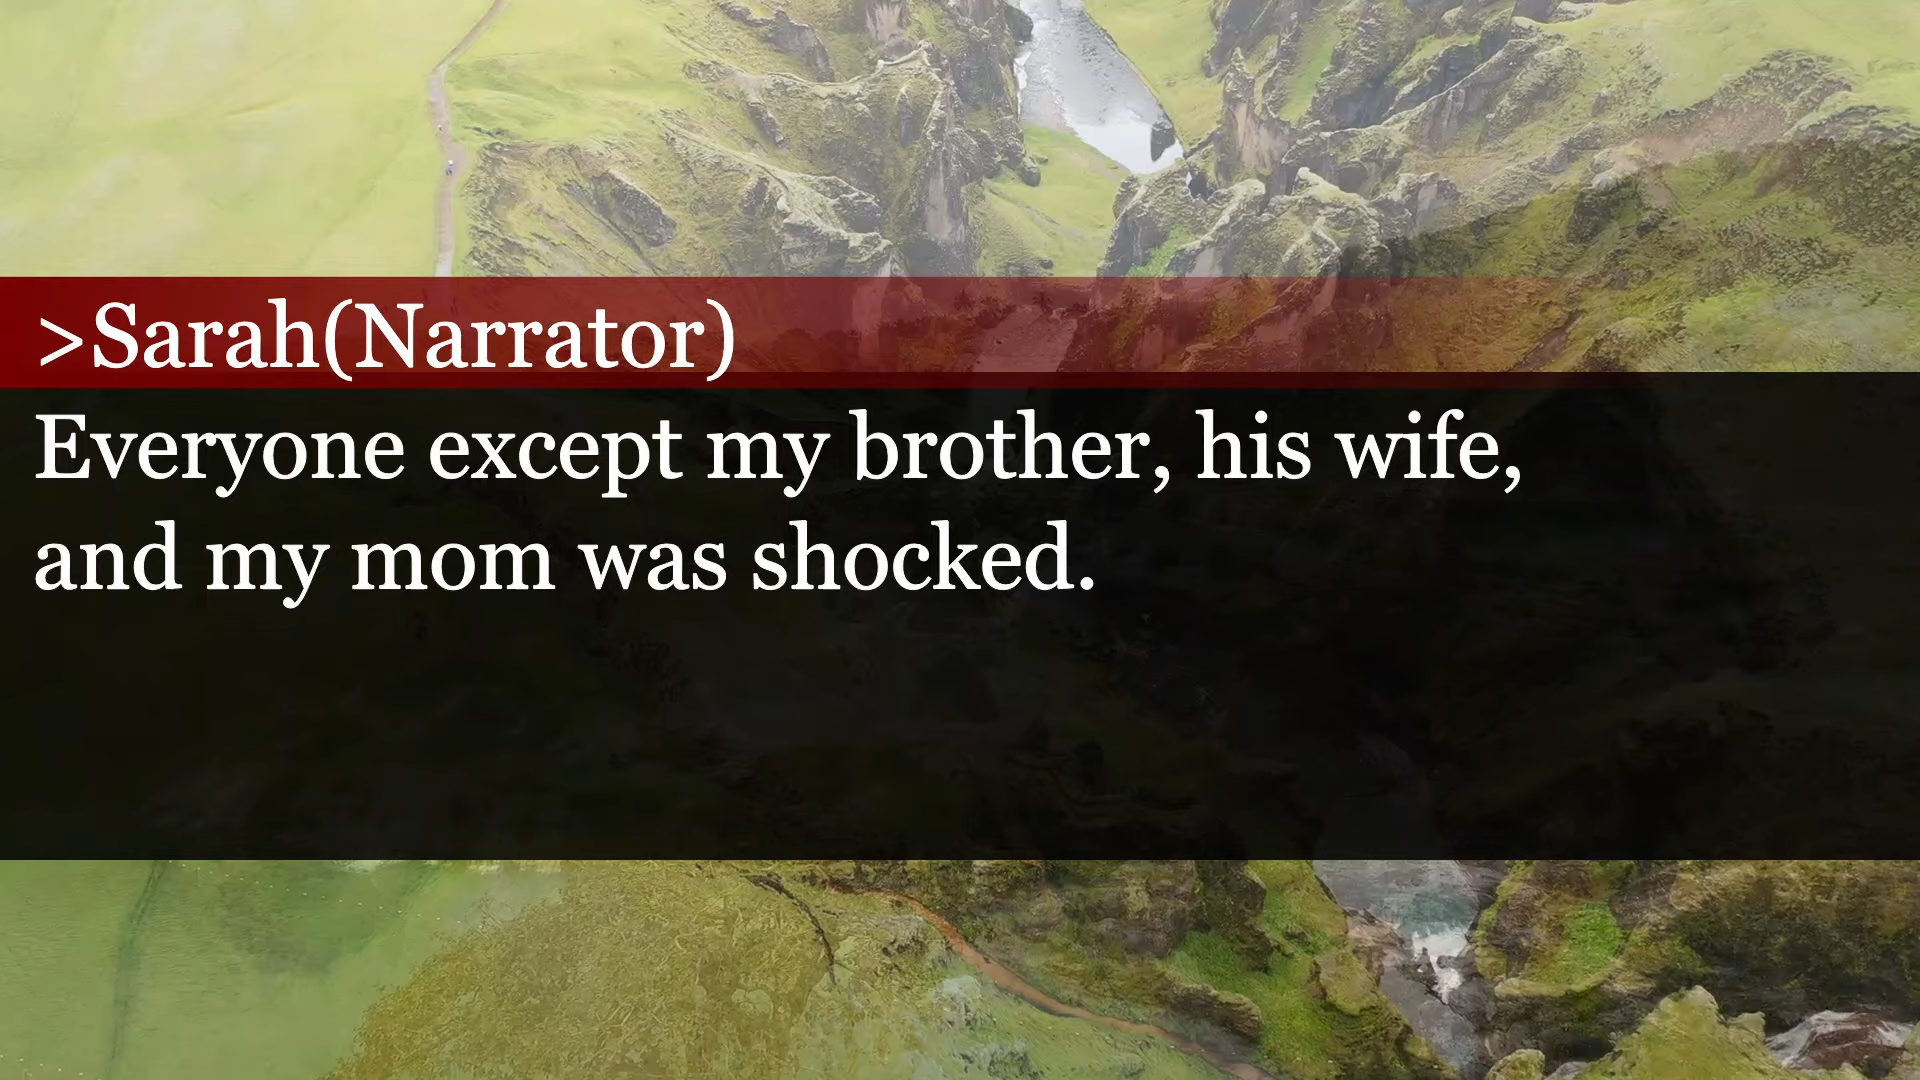 >Sarah(Narrator)
Everyone except my brother, his wife,
and my mom was shocked.